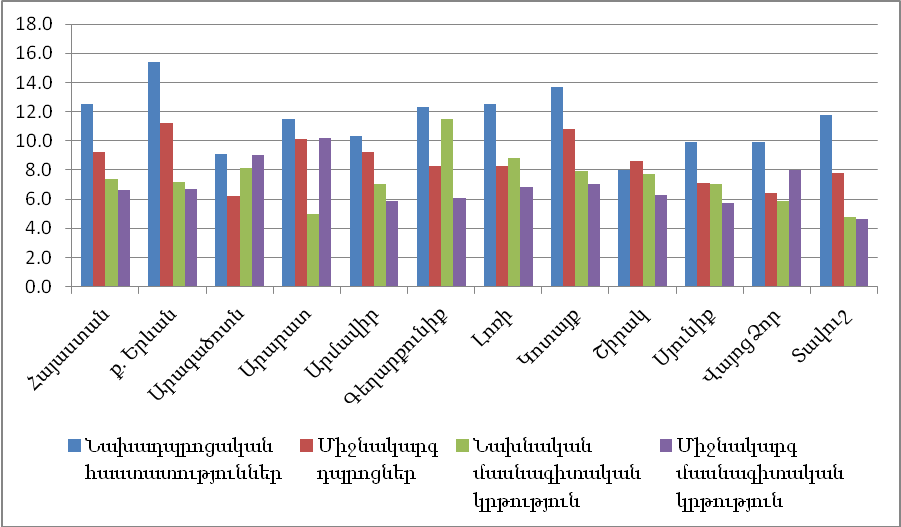 18.0
16.0
14.0
12.0
10.0
8.0
6.0
4.0
2.0
0.0
Հայաստան
ք. Երևան
Արագածոտն
Արարատ
Արմավիր
Գեղարքունիք
Լոռի
Կոտայք
Շիրակ
Սյունիք
Վայոց Ձոր
Տավուշ
Նախադպրոցական
հաստատություններ
Միջնակարգ
դպրոցներ
Նախնական
մասնագիտական
կրթություն
Միջնակարգ
մասնագիտական
կրթություն